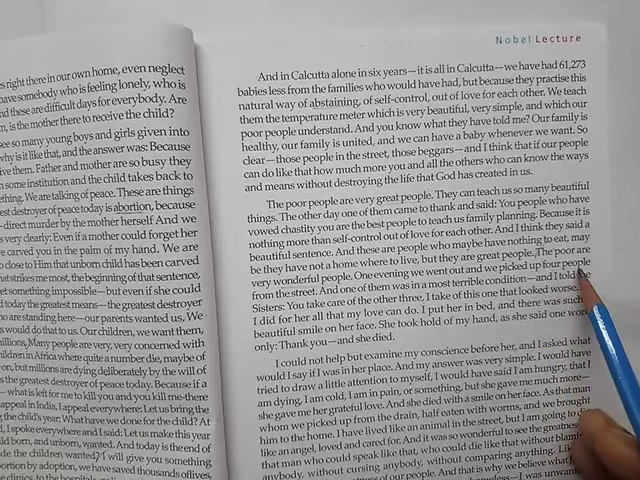 s right there in our own home, even neglect
have somebody who is feeling lonely, who is
nd these are difficult days for everybody. Are
n, is the mother there to receive the child?
see so many young boys and girls given into
why is it like that, and the answer was: Because
ive them. Father and mother are so busy they
n some institution and the child takes back to
ething. We are talking of peace. These are things
est destroyer of peace today is abortion, because
direct murder by the mother herself And we
s very clearly: Even if a mother could forget her
e carved you in the palm of my hand. We are
o close to Him that unborn child has been carved
at strikes me most, the beginning of that sentence,
et something impossible—but even if she could
d today the greatest means—the greatest destroyer
ho are standing here—our parents wanted us, We
s would do that to us. Our children, we want them,
illions, Many people are very, very concerned with
ildren in Africa where quite a number die, maybe of
on, but millions are dying deliberately by the will of
s the greatest destroyer of peace today. Because if a
—what is left for me to kill you and you kill me-there
appeal in India, I appeal everywhere: Let us bring the
g the child's year: What have we done for the child? At
d, I spoke everywhere and I said: Let us make this year
ld born, and unborn, wanted. And today is the end of
de the children wanted? I will give you something
ortion by adoption, we have saved thousands of lives,
Nobel Lecture
And in Calcutta alone in six years—it is all in Calcutta—we have had 61,273
babies less from the families who would have had, but because they practise this
natural way of abstaining, of self-control, out of love for each other. We teach
them the temperature meter which is very beautiful, very simple, and which our
poor people understand. And you know what they have told me? Our family is
healthy, our family is united, and we can have a baby whenever we want. So
clear—those people in the street, those beggars—and I think that if our people
can do like that how much more you and all the others who can know the ways
and means without destroying the life that God has created in us.
The poor people are very great people. They can teach us so many beautiful
things. The other day one of them came to thank and said: You people who have
vowed chastity you are the best people to teach us family planning. Because it is
nothing more than self-control out of love for each other. And I think they said a
beautiful sentence. And these are people who maybe have nothing to eat, may
be they have not a home where to live, but they are great people. The poor are
very wonderful people. One evening we went out and we picked up our people
from the street. And one of them was in a most terrible condition—and I told
Sisters: You take care of the other three, I take of this one that looked worse.
I did for her all that my love can do. I put her in bed, and there was such
beautiful smile on her face. She took hold of my hand, as she said one
only: Thank you—and she died.
I could not help but examine my conscience before her, and I asked what
would I say if I was in her place. And my answer was very simple. I would have
tried to draw a little attention to myself, I would have said I am hungry, that I
am dying, I am cold, I am in pain, or something, but she gave me much more—
she gave me her grateful love. And she died with a smile on her face. As that man
whom we picked up from the drain, half eaten with worms, and we brought
him to the home. I have lived like an animal in the street, but I am going to
like an angel, loved and cared for. And it was so wonderful to see the greatness
that man who could speak like that, who could die like that without
anybody, without cursing anybody, without comparing anything.